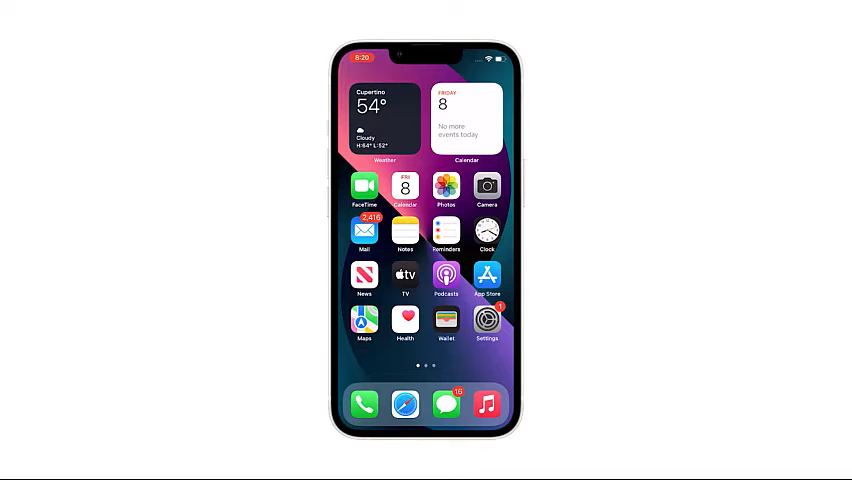 8:20
Cupertino
54°
Cloudy
H:64° L:52°
Weather
FRIDAY
8
No more
events today
Calendar
FaceTime
FRI
8
Calendar
Photos
Camera
2,416
Mail
Notes
Reminders
Clock
News
tv
TV
Podcasts
App Store
Maps
Health
Wallet
1
Settings
16